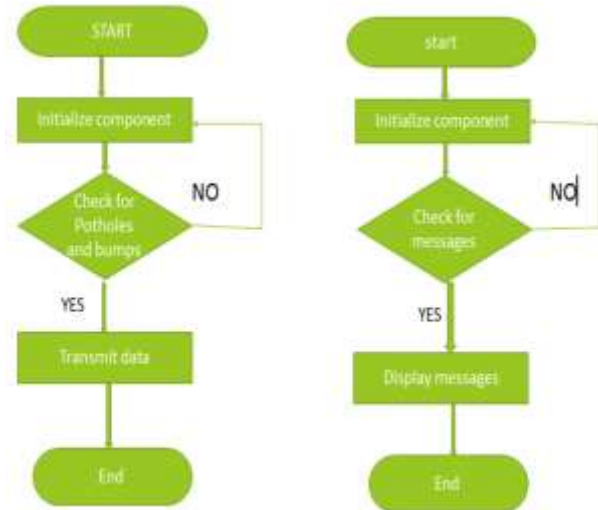 START
Initialize component
NO
Check for
Potholes
and bumps
YES
Transmit data
End
start
Initialize component
NO
Check for
messages
YES
Display messages
End